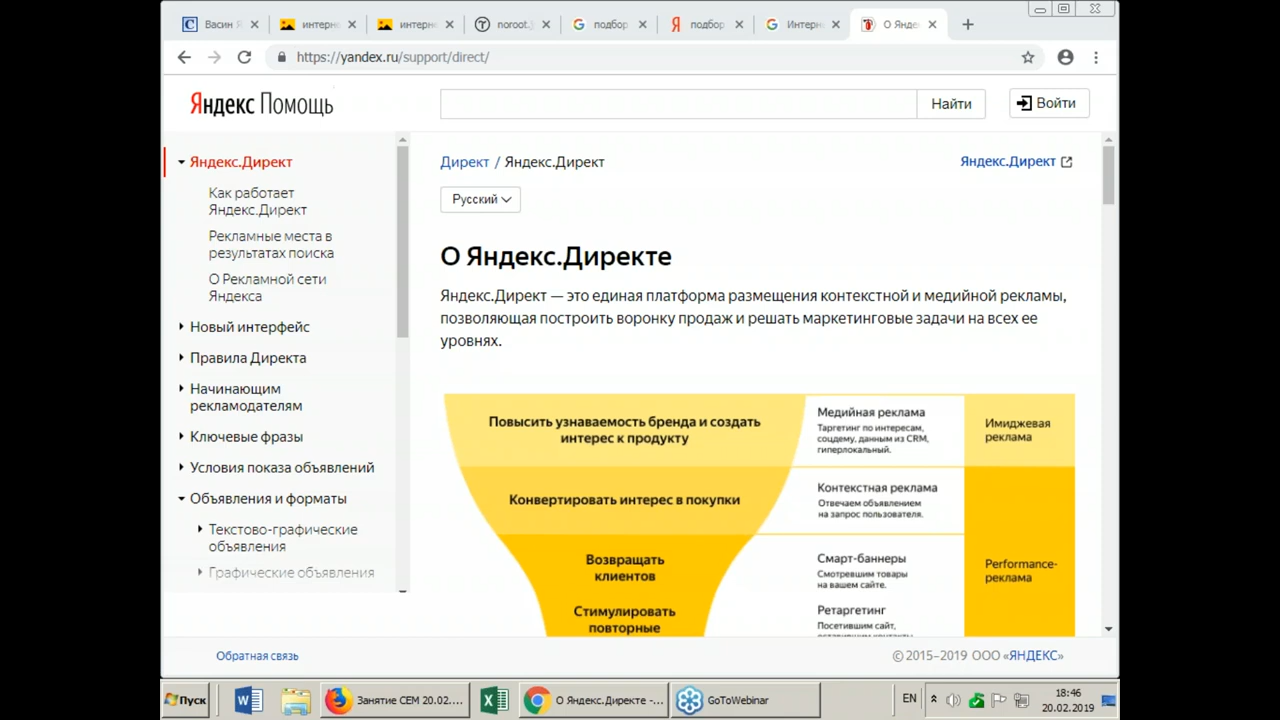 Васин Я
интерне
интерне
noroot.
подбор
подбор
Интерн
О Янде
https://yandex.ru/support/direct/
Яндекс Помощь
Найти
Войти
Яндекс.Директ
Как работает
Яндекс.Директ
Рекламные места в
результатах поиска
О Рекламной сети
Яндекса
Новый интерфейс
Правила Директа
Начинающим
рекламодателям
Ключевые фразы
Условия показа объявлений
Объявления и форматы
Текстово-графические
объявления
Графические объявления
Обратная связь
Директ / Яндекс.Директ
Яндекс.Директ
Русский
О Яндекс.Директе
Яндекс.Директ — это единая платформа размещения контекстной и медийной рекламы,
позволяющая построить воронку продаж и решать маркетинговые задачи на всех ее
уровнях.
Повысить узнаваемость бренда и создать
интерес к продукту
Медийная реклама
Таргетинг по интересам,
соцдему, данным из CRM,
гиперлокальный.
Имиджевая
реклама
Конвертировать интерес в покупки
Контекстная реклама
Отвечаем объявлением
на запрос пользователя.
Возвращать
клиентов
Смарт-баннеры
Смотревшим товары
на вашем сайте.
Performance-
реклама
Стимулировать
повторные
Ретаргетинг
Посетившим сайт,
оставившим контакты
© 2015–2019 ООО «ЯНДЕКС»
Пуск
Занятие СЕМ 20.02....
О Яндекс.Директе -...
GoToWebinar
EN
18:46
20.02.2019